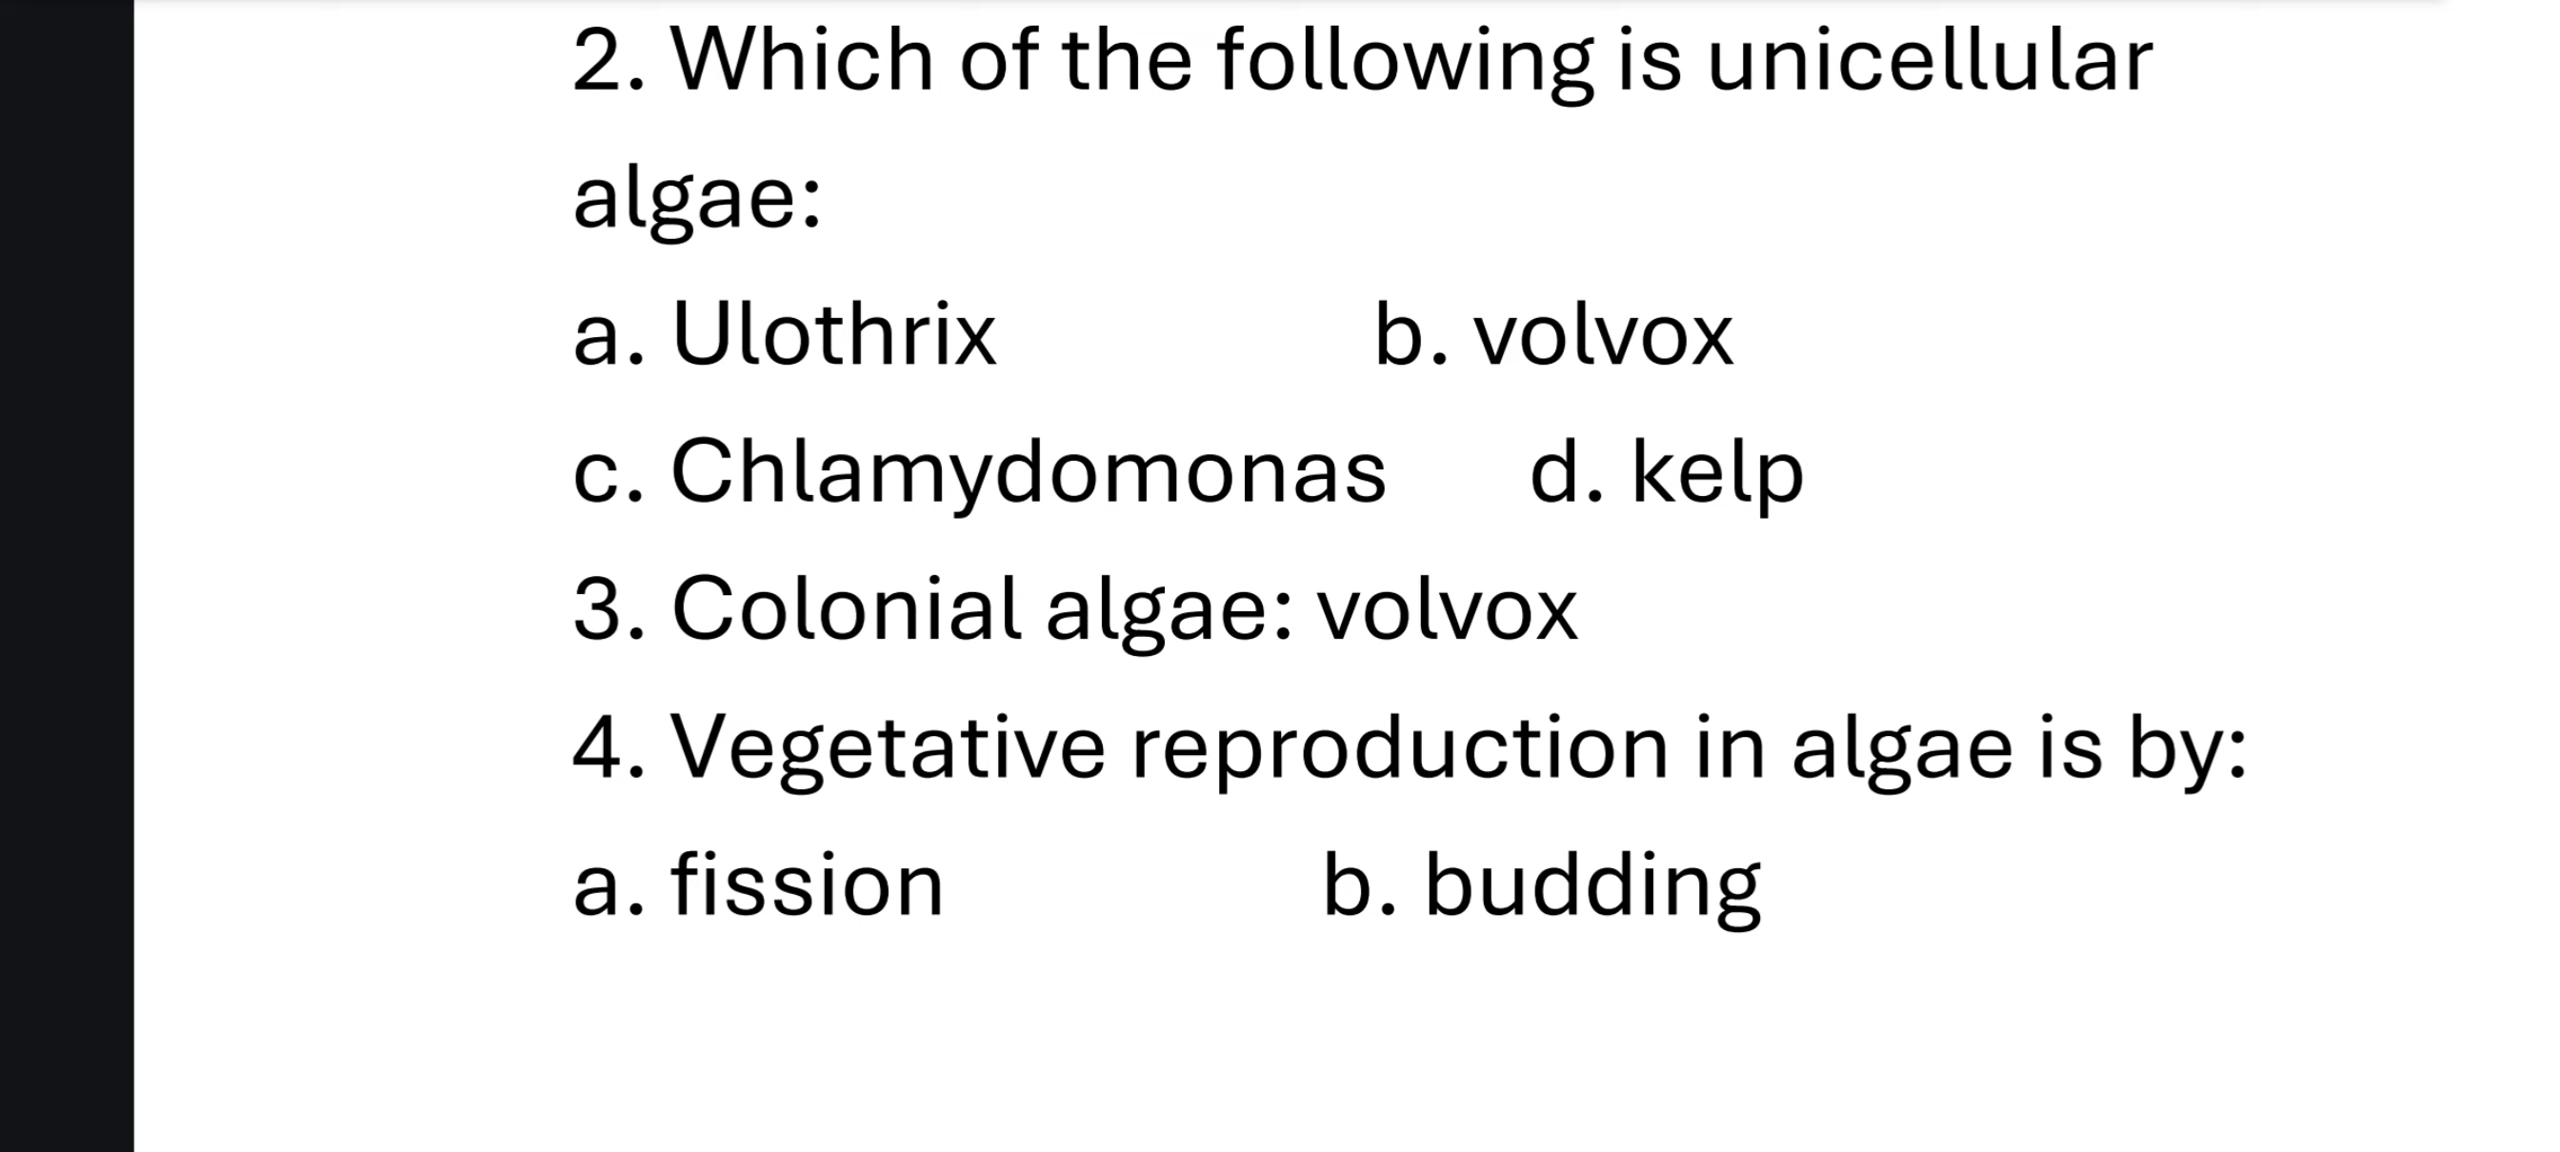 2. Which of the following is unicellular
algae:
a. Ulothrix b. volvox
c. Chlamydomonas d. kelp
3. Colonial algae: volvox
4. Vegetative reproduction in algae is by:
a. fission b. budding